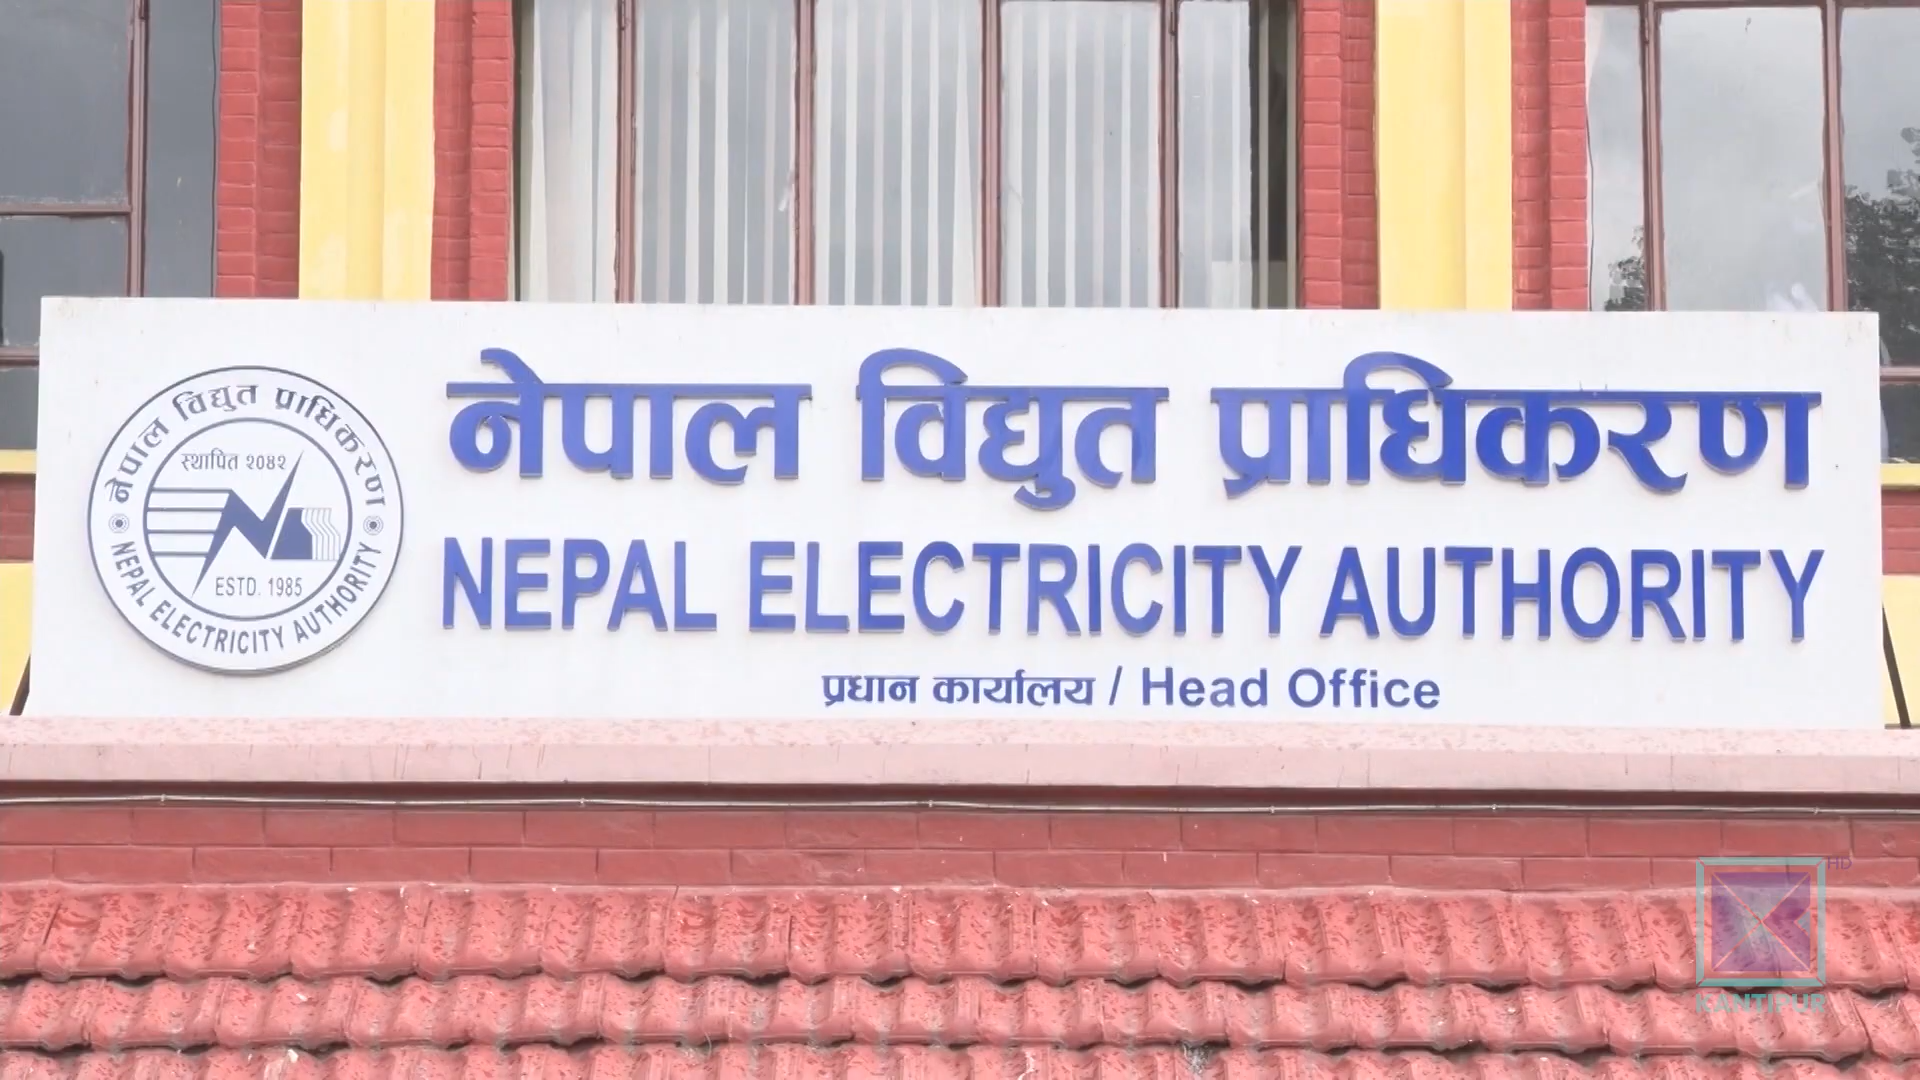 नेपाल विद्युत प्राधिकरण
स्थापित २०४२
ESTD. 1985
NEPAL ELECTRICITY AUTHORITY
नेपाल विद्युत प्राधिकरण
NEPAL ELECTRICITY AUTHORITY
प्रधान कार्यालय / Head Office
HD
KANTIPUR